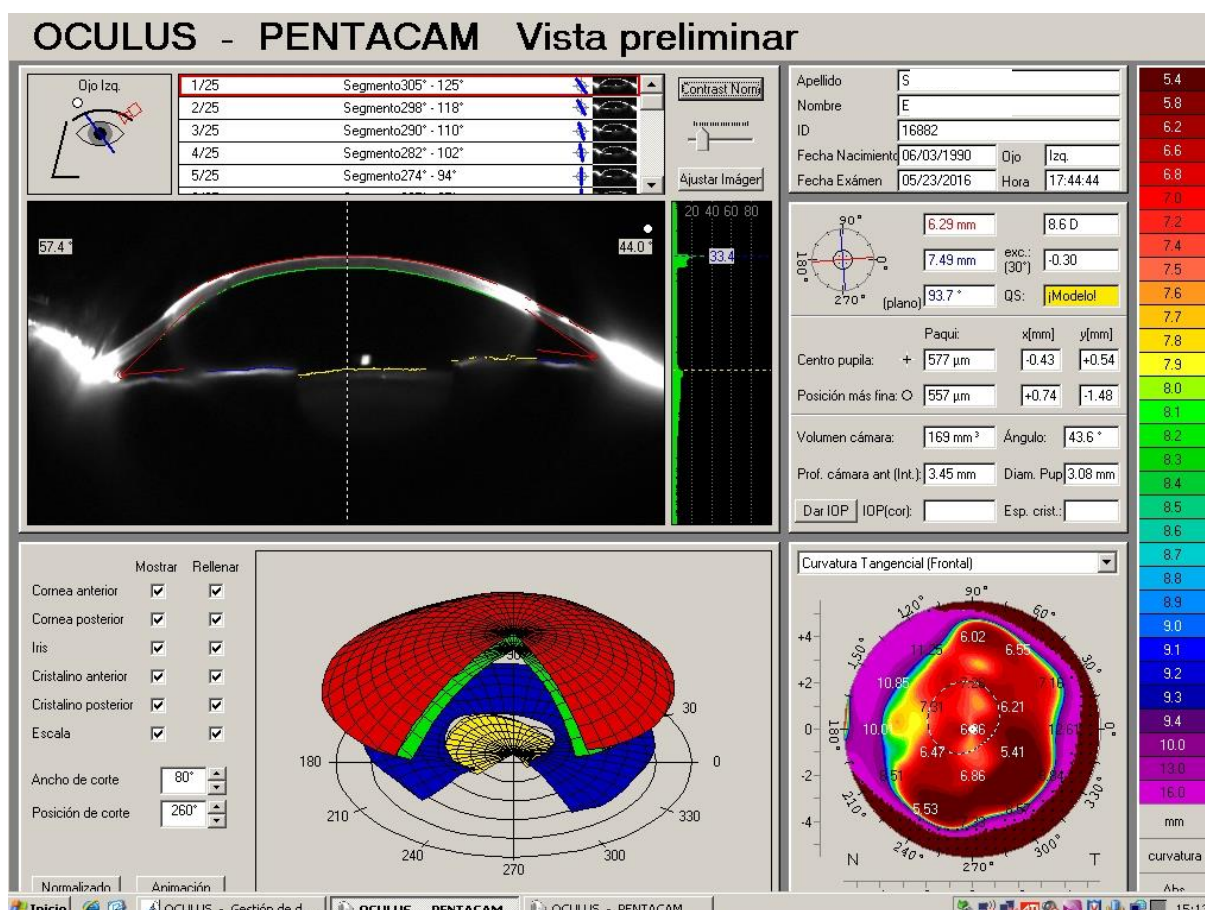 OCULUS - PENTACAM Vista preliminar
Ojo Izq.
1/25 Segmento305° - 125°
2/25 Segmento298° - 118°
3/25 Segmento290° - 110°
4/25 Segmento282° - 102°
5/25 Segmento274° - 94°
Contrast Norm
Ajustar Imáger
57.4 °
44.0 °
20 40 60 80
33.4
Apellido S
Nombre E
ID 16882
Fecha Nacimiento 06/03/1990 Ojo Izq.
Fecha Exámen 05/23/2016 Hora 17:44:44
90°
180°
0°
270°
6.29 mm 8.6 D
7.49 mm exc.: (30°) -0.30
(plano) 93.7 ° QS: ¡Modelo!
Paqui: x[mm] y[mm]
Centro pupila: + 577 µm -0.43 +0.54
Posición más fina: O 557 µm +0.74 -1.48
Volumen cámara: 169 mm³ Ángulo: 43.6 °
Prof. cámara ant (Int.): 3.45 mm Diam. Pup 3.08 mm
Dar IOP IOP(cor): Esp. crist.:
Mostrar Rellenar
Cornea anterior
Cornea posterior
Iris
Cristalino anterior
Cristalino posterior
Escala
Ancho de corte 80°
Posición de corte 260°
Normalizado Animación
90
30
0
330
300
270
240
210
180
Curvatura Tangencial (Frontal)
90°
120° 60°
150° 30°
180° 0°
210° 330°
240° 300°
270°
+4
+2
0
-2
-4
N T
6.02
11.25 6.55
10.85 7.16
7.31 6.21
10.01
6.47 5.41
8.51 6.86
5.53
5.4
5.8
6.2
6.6
6.8
7.0
7.2
7.4
7.5
7.6
7.7
7.8
7.9
8.0
8.1
8.2
8.3
8.4
8.5
8.6
8.7
8.8
8.9
9.0
9.1
9.2
9.3
9.4
10.0
13.0
16.0
mm
curvatura
Abs
Inicio OCULUS - Gestión de d OCULUS - PENTACAM OCULUS - PENTACAM